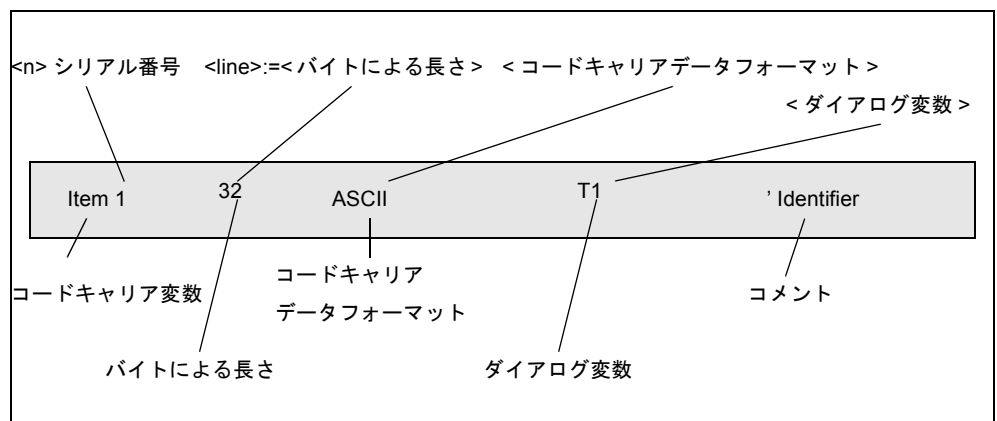 <n> シリアル番号 <line>:=< バイトによる長さ > < コードキャリアデータフォーマット >
< ダイアログ変数 >
Item 1 32 ASCII T1 ' Identifier
コードキャリア変数
コードキャリア
データフォーマット
コメント
バイトによる長さ
ダイアログ変数